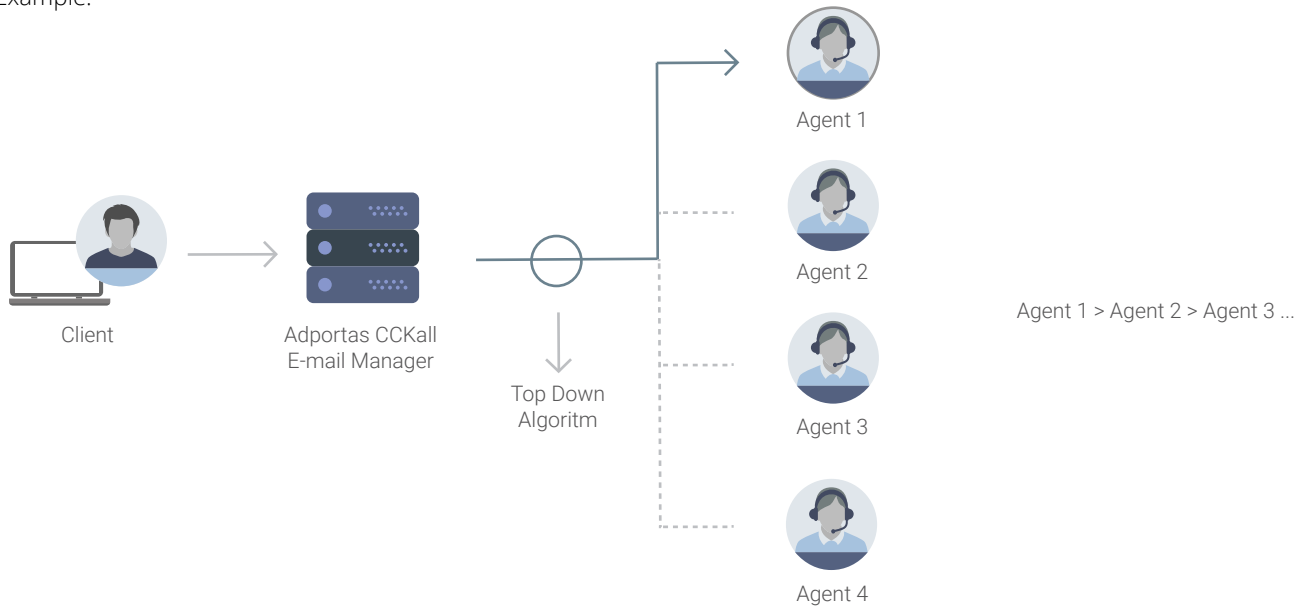 Example:
Agent 1
Agent 2
Agent 1 > Agent 2 > Agent 3 ...
Client
Adportas CCKall
E-mail Manager
Top Down
Algoritm
Agent 3
Agent 4